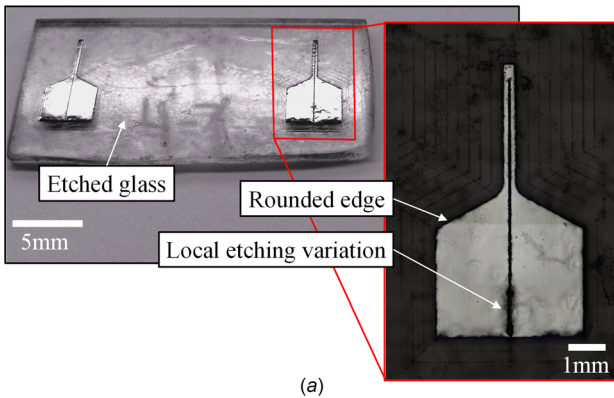 Etched glass
5mm
Rounded edge
Local etching variation
1mm
(a)